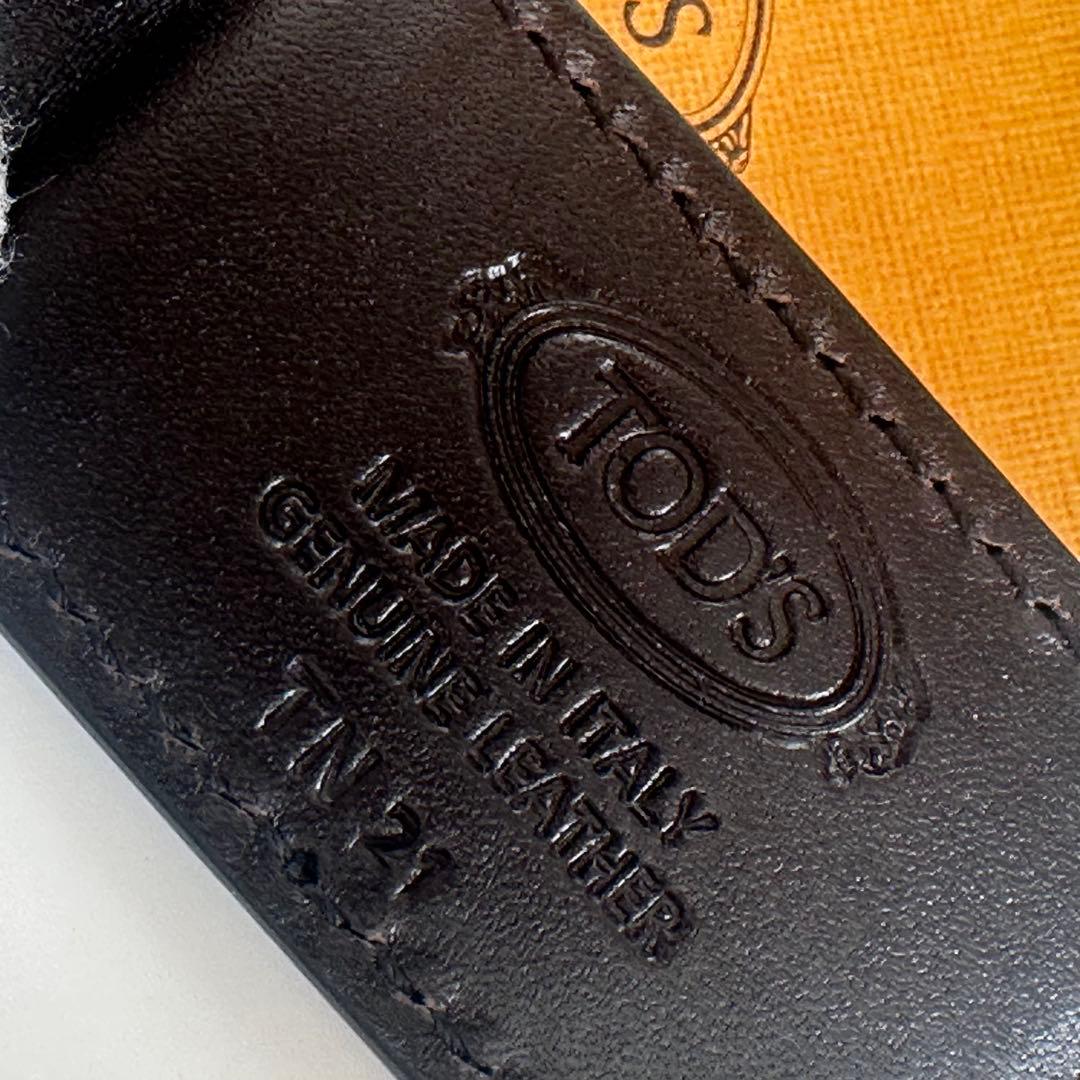 S
TOD'S
MADE IN ITALY
GENUINE LEATHER
TN 21